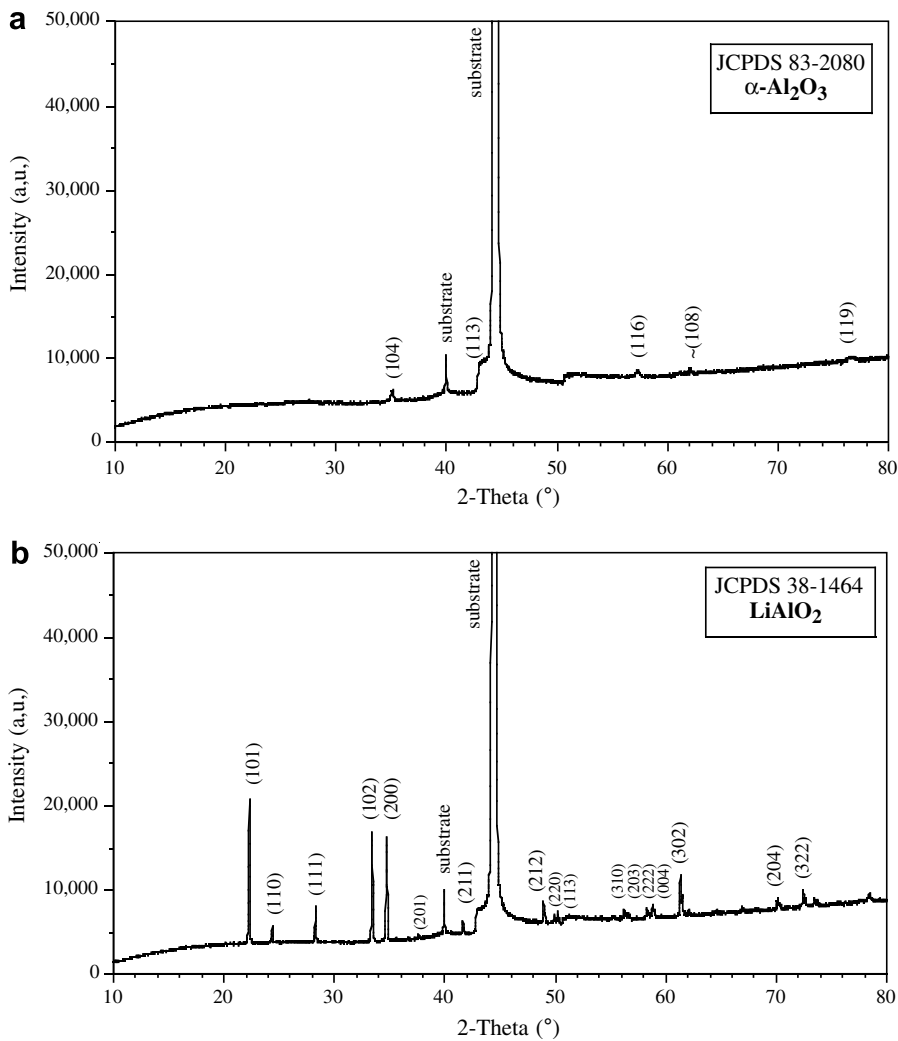 a
50,000
40,000
30,000
20,000
10,000
0
Intensity (a,u,)
substrate
JCPDS 83-2080
α-Al₂O₃
(104)
substrate
(113)
(116)
~(108)
(119)
10 20 30 40 50 60 70 80
2-Theta (°)
b
50,000
40,000
30,000
20,000
10,000
0
Intensity (a,u,)
substrate
JCPDS 38-1464
LiAlO₂
(101)
(110)
(111)
(102)
(200)
(201)
substrate
(211)
(212)
(220)
(113)
(310)
(203)
(222)
(004)
(302)
(204)
(322)
10 20 30 40 50 60 70 80
2-Theta (°)